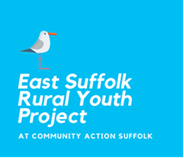 East Suffolk
Rural Youth
Project
AT COMMUNITY ACTION SUFFOLK